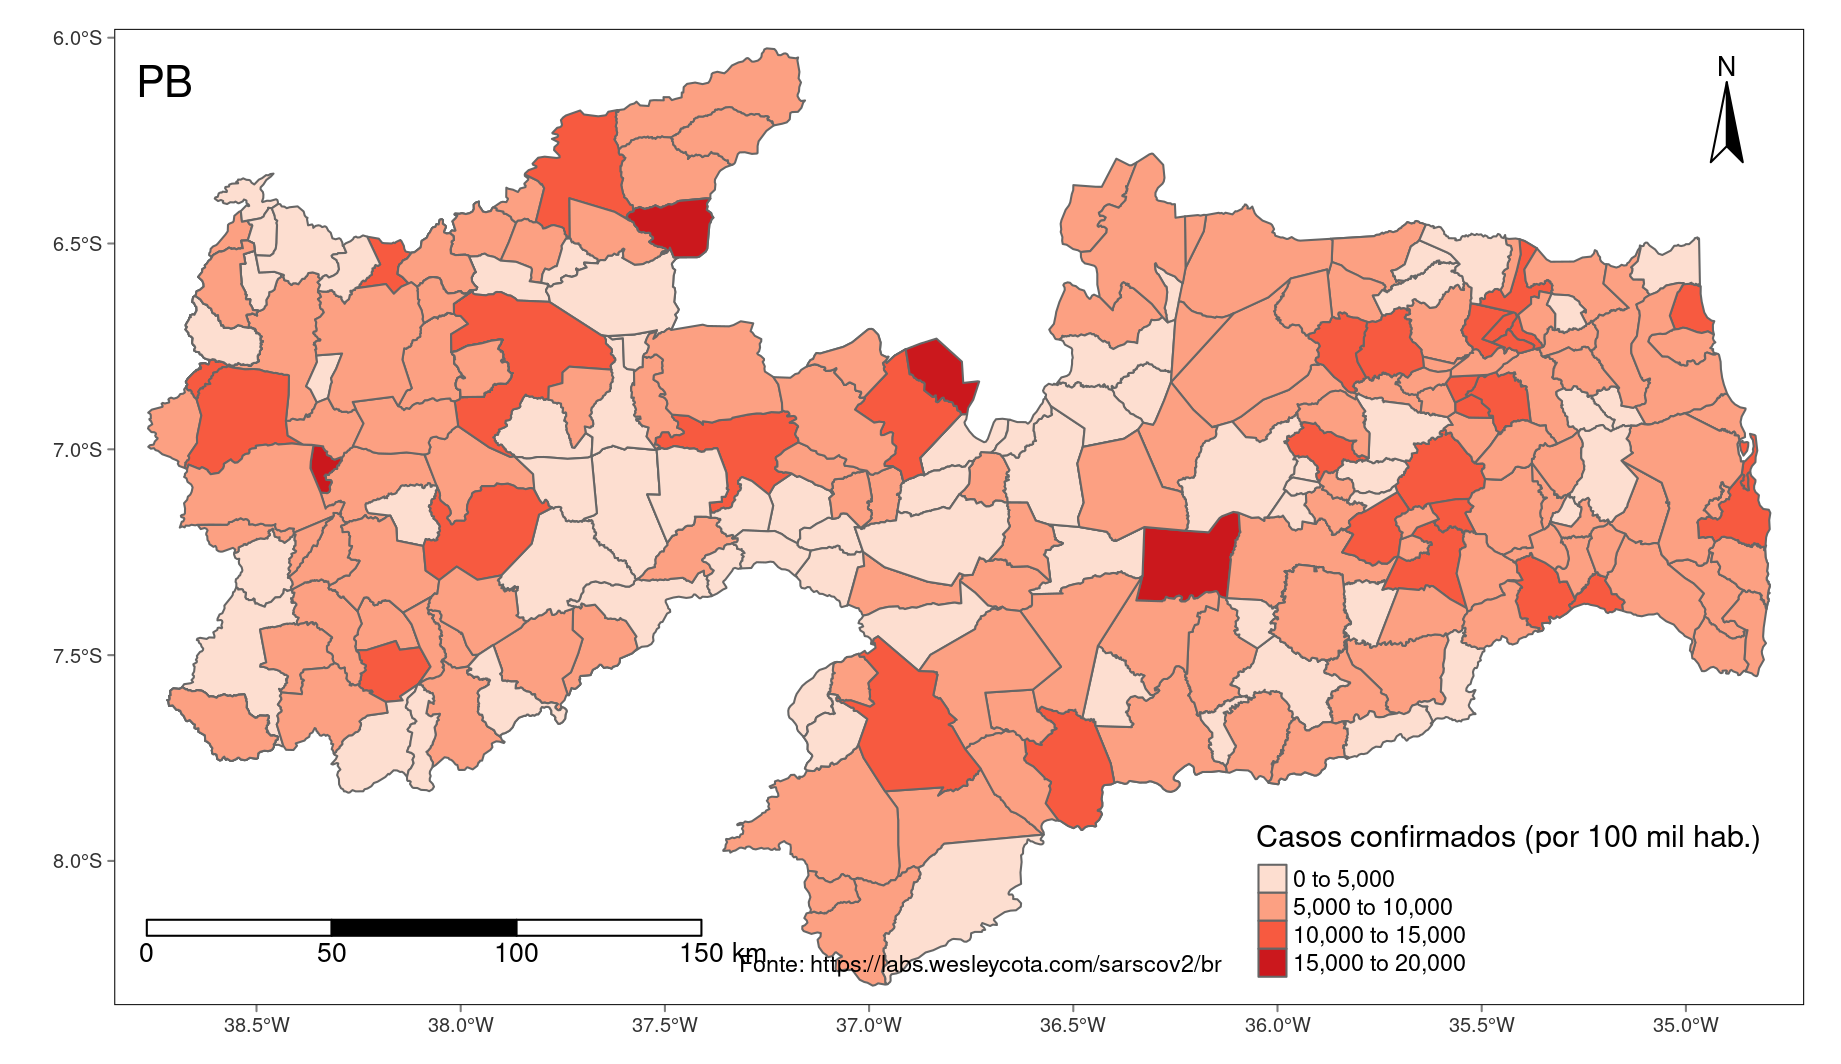 6.0°S
PB
N
6.5°S
7.0°S
7.5°S
8.0°S
Casos confirmados (por 100 mil hab.)
0 to 5,000
5,000 to 10,000
10,000 to 15,000
15,000 to 20,000
0 50 100 150 km
Fonte: https://labs.wesleycota.com/sarscov2/br
38.5°W 38.0°W 37.5°W 37.0°W 36.5°W 36.0°W 35.5°W 35.0°W